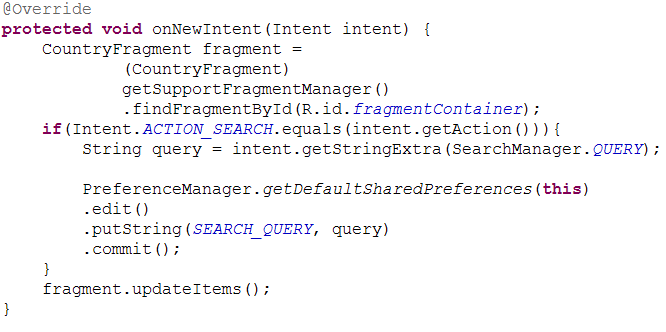 @Override
protected void onNewIntent(Intent intent) {
    CountryFragment fragment =
            (CountryFragment)
            getSupportFragmentManager()
            .findFragmentById(R.id.fragmentContainer);
    if(Intent.ACTION_SEARCH.equals(intent.getAction())){
        String query = intent.getStringExtra(SearchManager.QUERY);

        PreferenceManager.getDefaultSharedPreferences(this)
        .edit()
        .putString(SEARCH_QUERY, query)
        .commit();
    }
    fragment.updateItems();
}